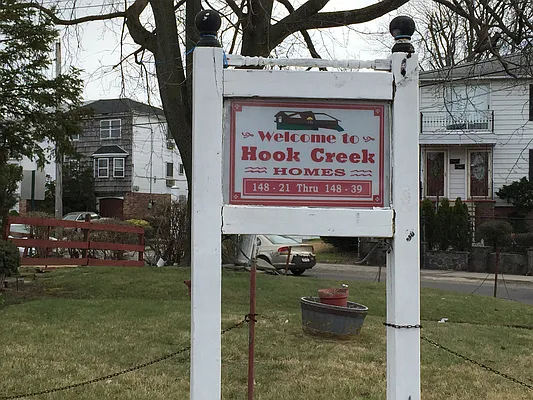 Welcome to
Hook Creek
HOMES
148 - 21 Thru 148 - 39